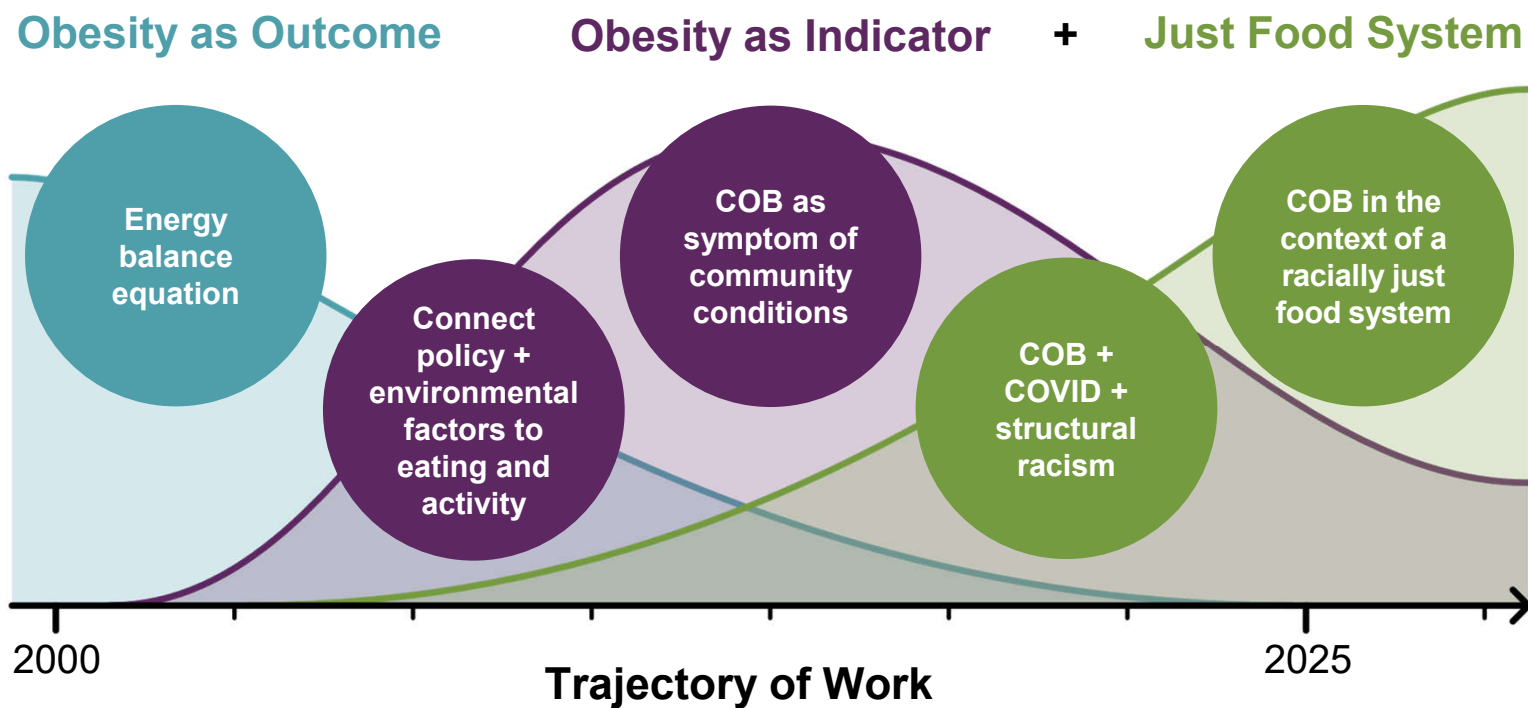 Obesity as Outcome
Obesity as Indicator
+
Just Food System
Energy
balance
equation
Connect
policy +
environmental
factors to
eating and
activity
COB as
symptom of
community
conditions
COB +
COVID +
structural
racism
COB in the
context of a
racially just
food system
2000
2025
Trajectory of Work